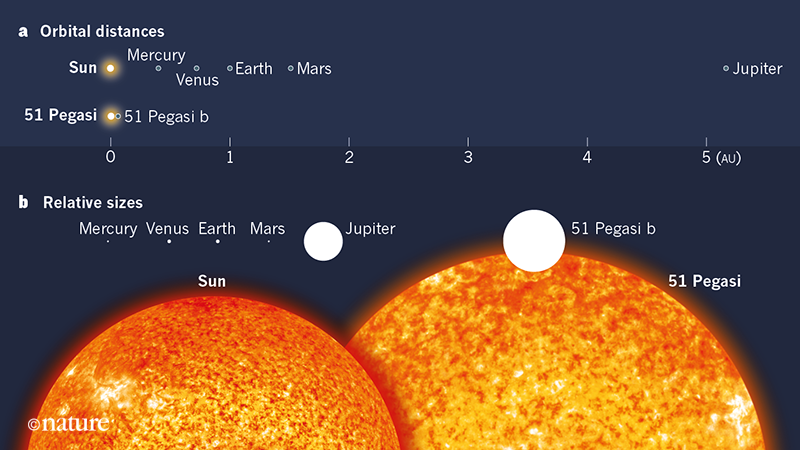 a Orbital distances
Mercury
Sun Earth Mars Jupiter
Venus
51 Pegasi 51 Pegasi b
0 1 2 3 4 5 (AU)
b Relative sizes
Mercury Venus Earth Mars Jupiter 51 Pegasi b
Sun 51 Pegasi
©nature